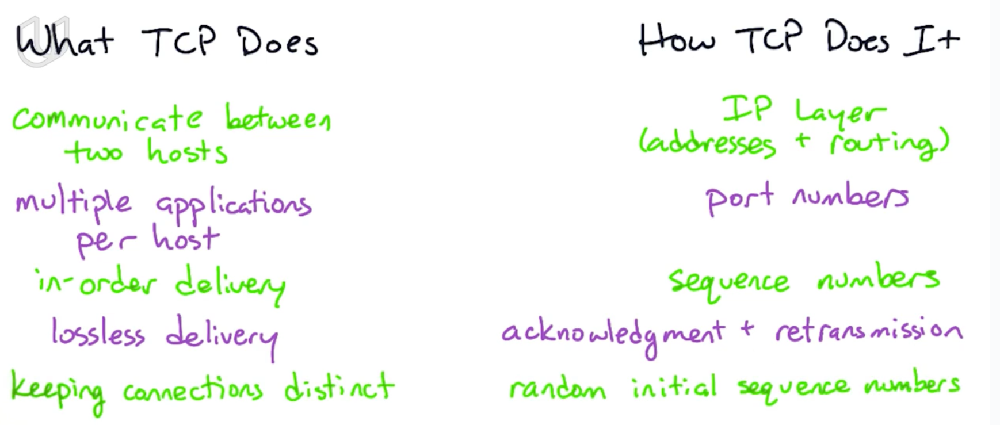 What TCP Does
How TCP Does It
communicate between
two hosts
IP Layer
(addresses + routing)
multiple applications
per host
port numbers
in-order delivery
sequence numbers
lossless delivery
acknowledgment + retransmission
keeping connections distinct
random initial sequence numbers